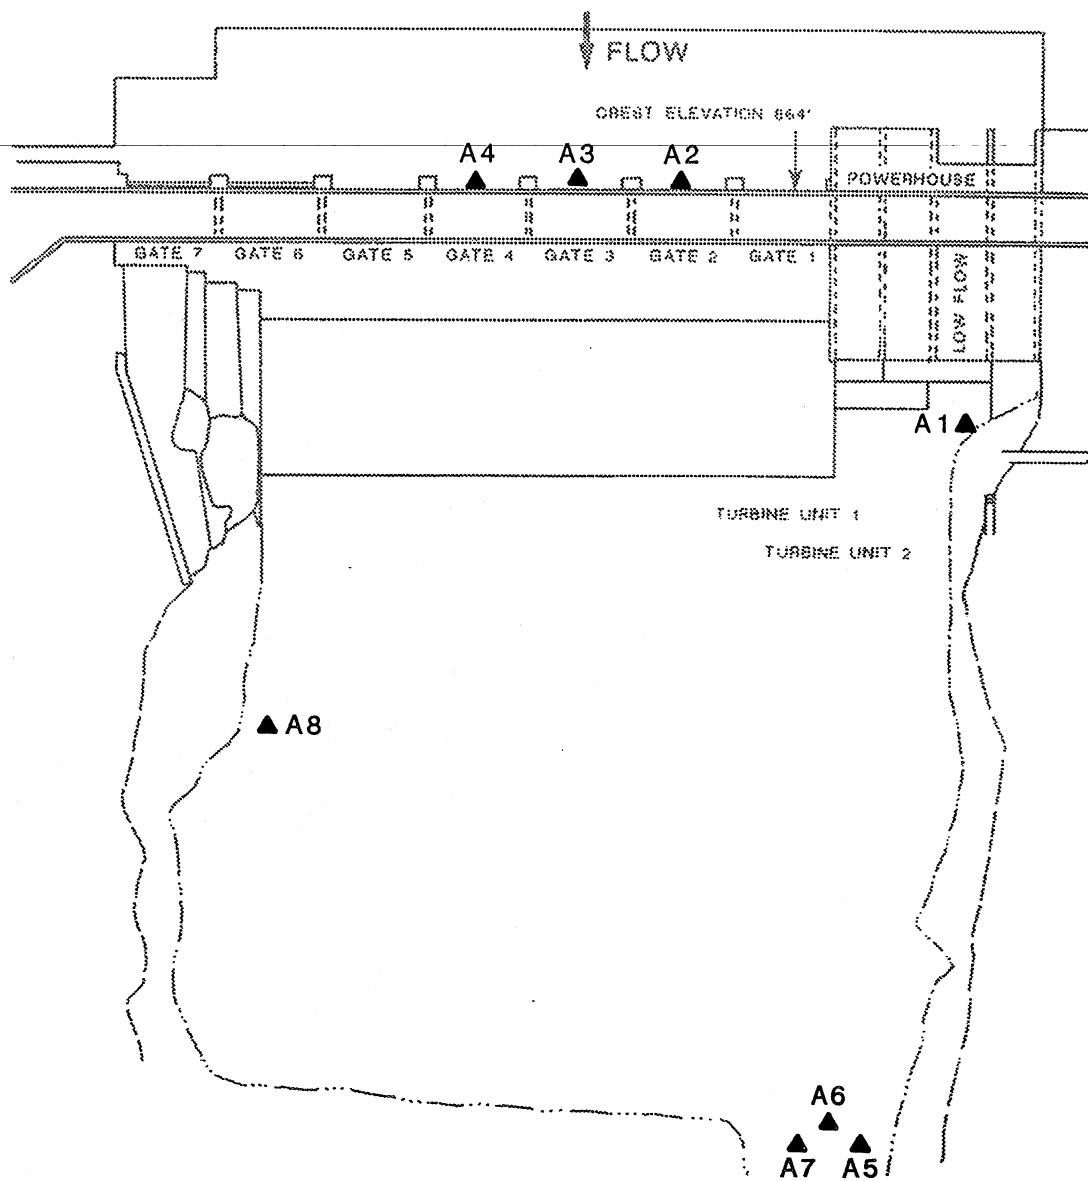 FLOW
CREST ELEVATION 864'
A4 A3 A2
POWERHOUSE
GATE 7 GATE 6 GATE 5 GATE 4 GATE 3 GATE 2 GATE 1
LOW FLOW
A1
TURBINE UNIT 1
TURBINE UNIT 2
A8
A6
A7 A5